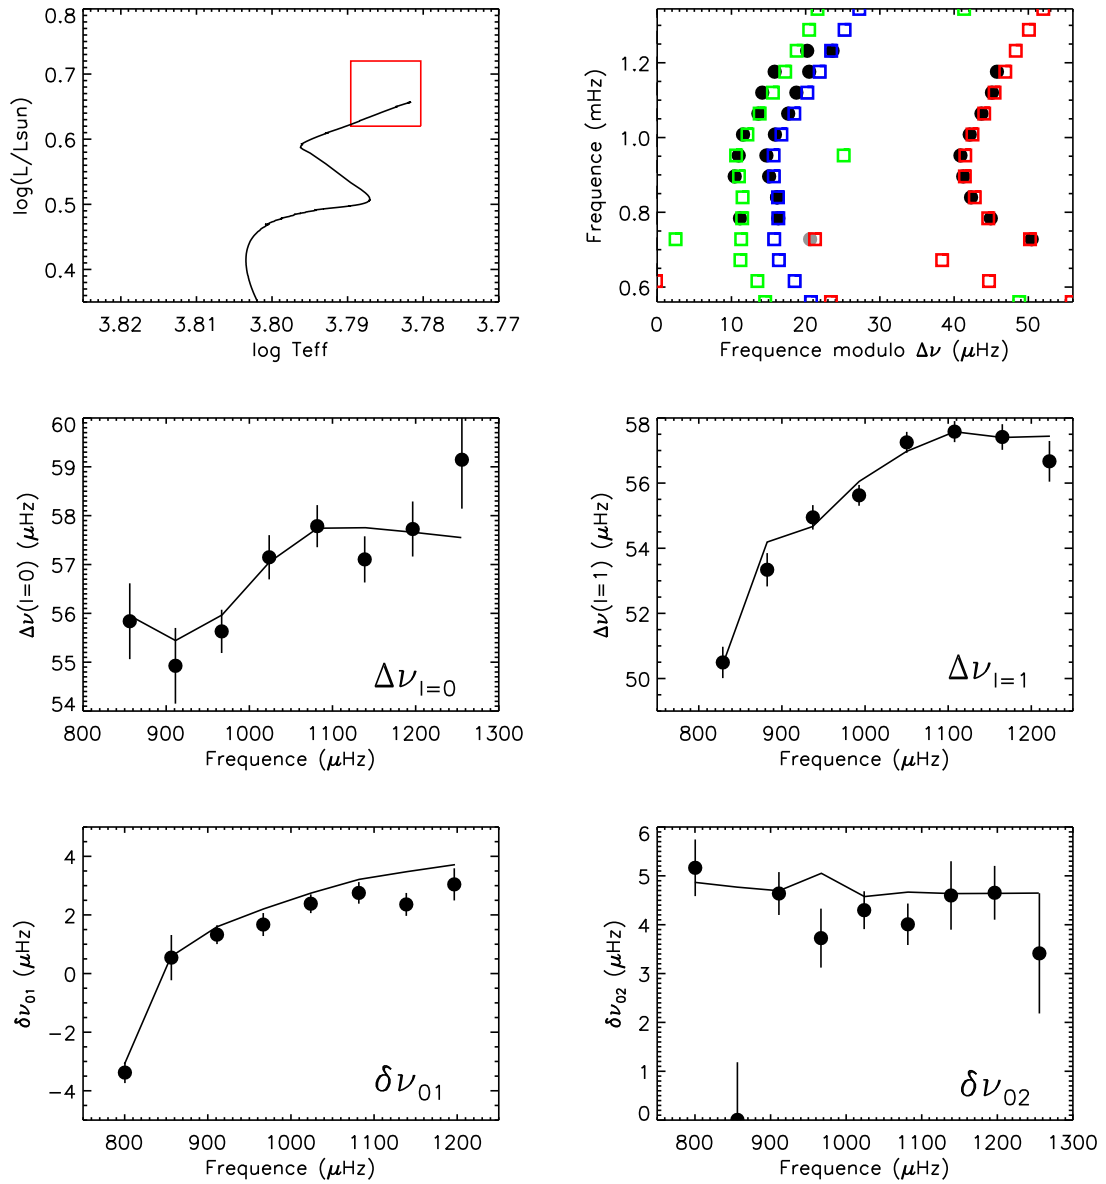 0.8
0.7
0.6
0.5
0.4
log(L/Lsun)
3.82 3.81 3.80 3.79 3.78 3.77
log Teff
1.2
1.0
0.8
0.6
Frequence (mHz)
0 10 20 30 40 50
Frequence modulo Δν (μHz)
60
59
58
57
56
55
54
Δν(l=0) (μHz)
Δν l=0
800 900 1000 1100 1200 1300
Frequence (μHz)
58
56
54
52
50
Δν(l=1) (μHz)
Δν l=1
800 900 1000 1100 1200
Frequence (μHz)
4
2
0
−2
−4
δν01 (μHz)
δν01
800 900 1000 1100 1200
Frequence (μHz)
6
5
4
3
2
1
0
δν02 (μHz)
δν02
800 900 1000 1100 1200 1300
Frequence (μHz)